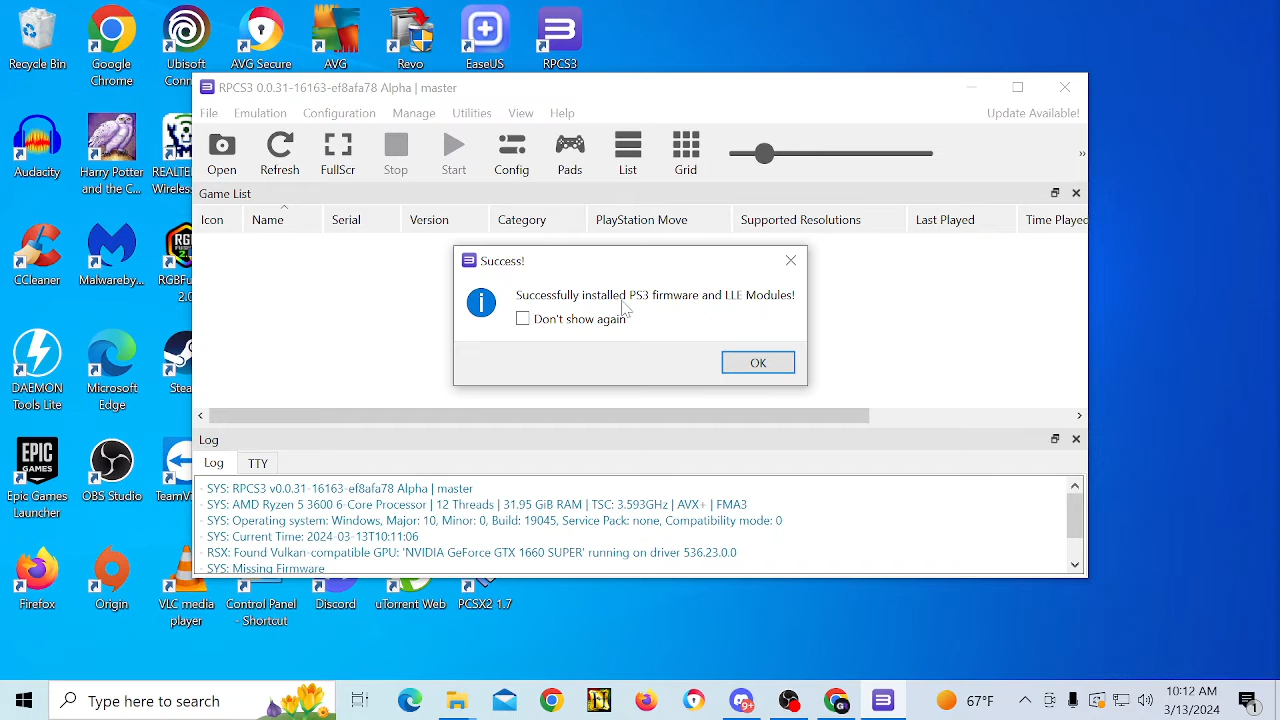 Recycle Bin
Google Chrome
Ubisoft Conn
AVG Secure
AVG
Revo
EaseUS
RPCS3
RPCS3 0.0.31-16163-ef8afa78 Alpha | master
File Emulation Configuration Manage Utilities View Help Update Available!
Open Refresh FullScr Stop Start Config Pads List Grid »
Game List
Icon Name Serial Version Category PlayStation Move Supported Resolutions Last Played Time Played
Success!
Successfully installed PS3 firmware and LLE Modules!
Don't show again
OK
Log
Log TTY
- SYS: RPCS3 v0.0.31-16163-ef8afa78 Alpha | master
- SYS: AMD Ryzen 5 3600 6-Core Processor | 12 Threads | 31.95 GiB RAM | TSC: 3.593GHz | AVX+ | FMA3
- SYS: Operating system: Windows, Major: 10, Minor: 0, Build: 19045, Service Pack: none, Compatibility mode: 0
- SYS: Current Time: 2024-03-13T10:11:06
- RSX: Found Vulkan-compatible GPU: 'NVIDIA GeForce GTX 1660 SUPER' running on driver 536.23.0.0
- SYS: Missing Firmware
Audacity
Harry Potter and the C...
REALTEK Wireless
CCleaner
Malwareby...
RGBFu 2.0
DAEMON Tools Lite
Microsoft Edge
Stea
EPIC GAMES
Epic Games Launcher
OBS Studio
TeamV
Firefox
Origin
VLC media player
Control Panel - Shortcut
Discord
uTorrent Web
PCSX2 1.7
Type here to search
9+
67°F
10:12 AM
3/13/2024
1